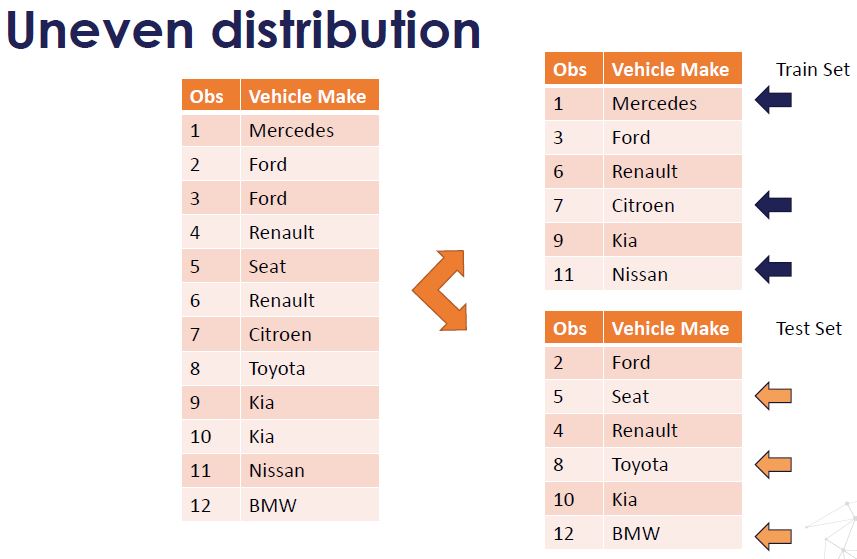 Uneven distribution
Obs Vehicle Make
1 Mercedes
2 Ford
3 Ford
4 Renault
5 Seat
6 Renault
7 Citroen
8 Toyota
9 Kia
10 Kia
11 Nissan
12 BMW
Obs Vehicle Make
Train Set
1 Mercedes
3 Ford
6 Renault
7 Citroen
9 Kia
11 Nissan
Obs Vehicle Make
Test Set
2 Ford
5 Seat
4 Renault
8 Toyota
10 Kia
12 BMW